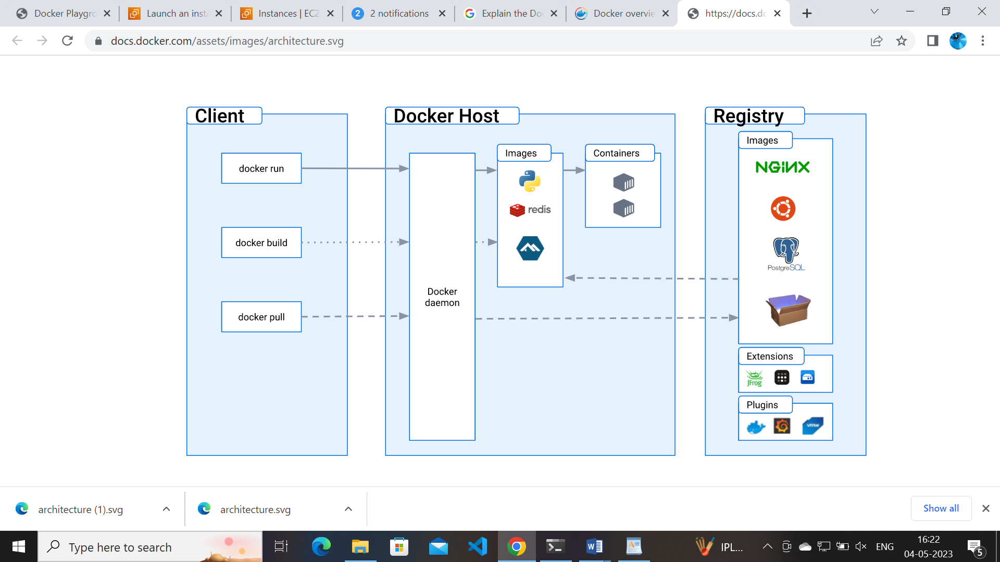 Docker Playgro
Launch an insta
Instances | EC2
2
2 notifications
Explain the Do
Docker overvie
https://docs.do
docs.docker.com/assets/images/architecture.svg
Client
Docker Host
Registry
docker run
docker build
docker pull
Docker
daemon
Images
redis
Containers
Images
NGINX
PostgreSQL
Extensions
JFrog
Plugins
vmw
architecture (1).svg
architecture.svg
Show all
Type here to search
IPL...
ENG
16:22
04-05-2023
5